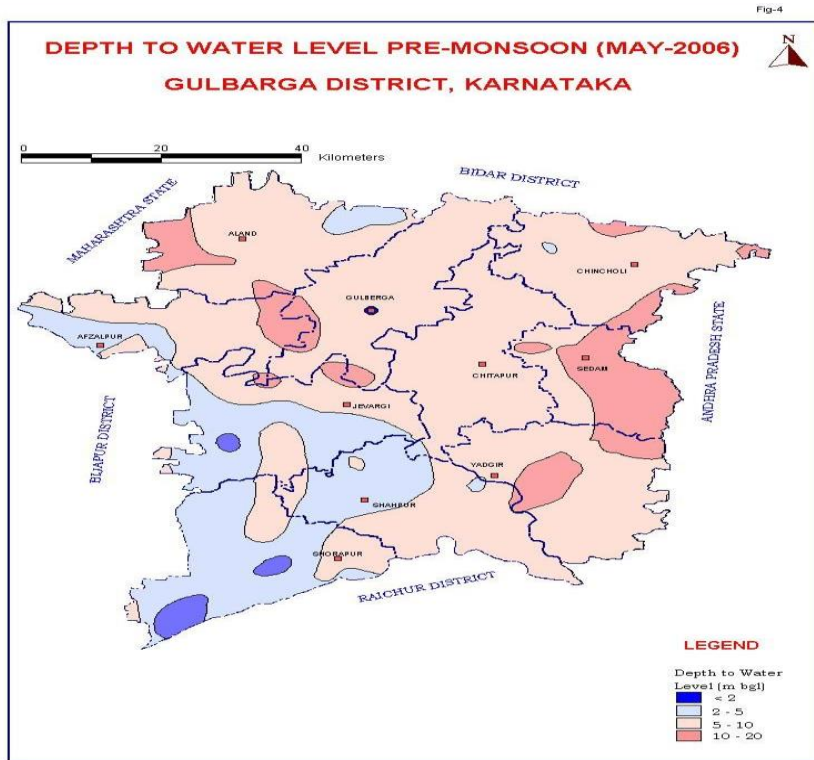 Fig-4
DEPTH TO WATER LEVEL PRE-MONSOON (MAY-2006)
GULBARGA DISTRICT, KARNATAKA
N
0 20 40
Kilometers
MAHARASHTRA STATE
BIDAR DISTRICT
ALAND
CHINCHOLI
GULBERGA
AFZALPUR
ANDHRA PRADESH STATE
SEDAM
CHITAPUR
JEVARGI
BIJAPUR DISTRICT
YADGIR
SHAHPUR
SHORAPUR
RAICHUR DISTRICT
LEGEND
Depth to Water
Level (m bgl)
< 2
2 - 5
5 - 10
10 - 20